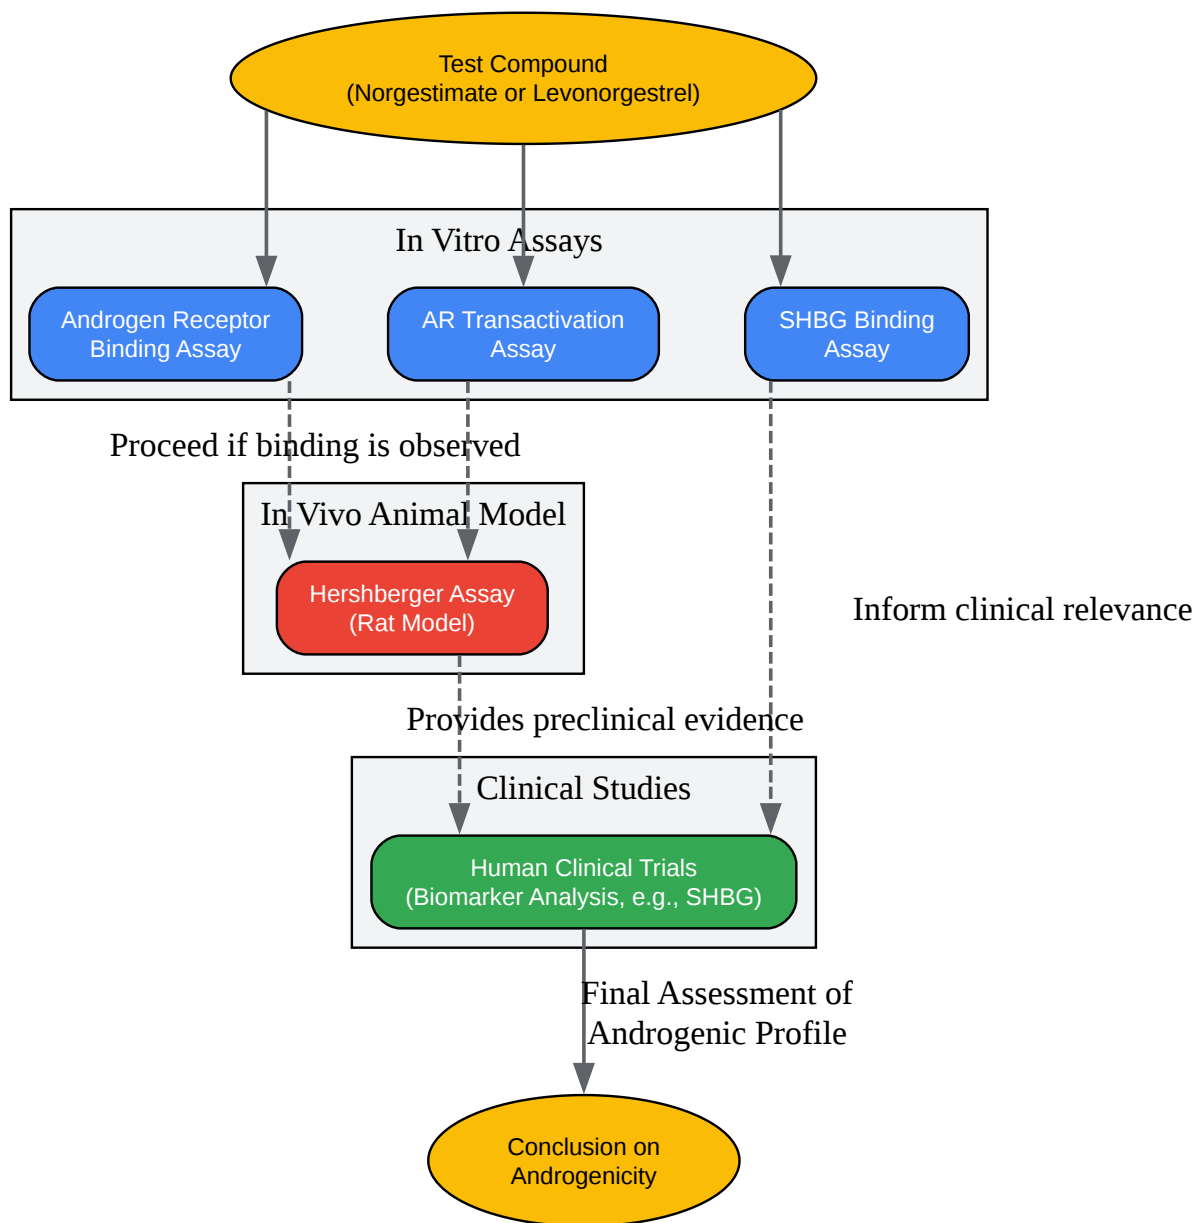 Test Compound
(Norgestimate or Levonorgestrel)
In Vitro Assays
Androgen Receptor
Binding Assay
AR Transactivation
Assay
SHBG Binding
Assay
Proceed if binding is observed
In Vivo Animal Model
Hershberger Assay
(Rat Model)
Inform clinical relevance
Provides preclinical evidence
Clinical Studies
Human Clinical Trials
(Biomarker Analysis, e.g., SHBG)
Final Assessment of
Androgenic Profile
Conclusion on
Androgenicity